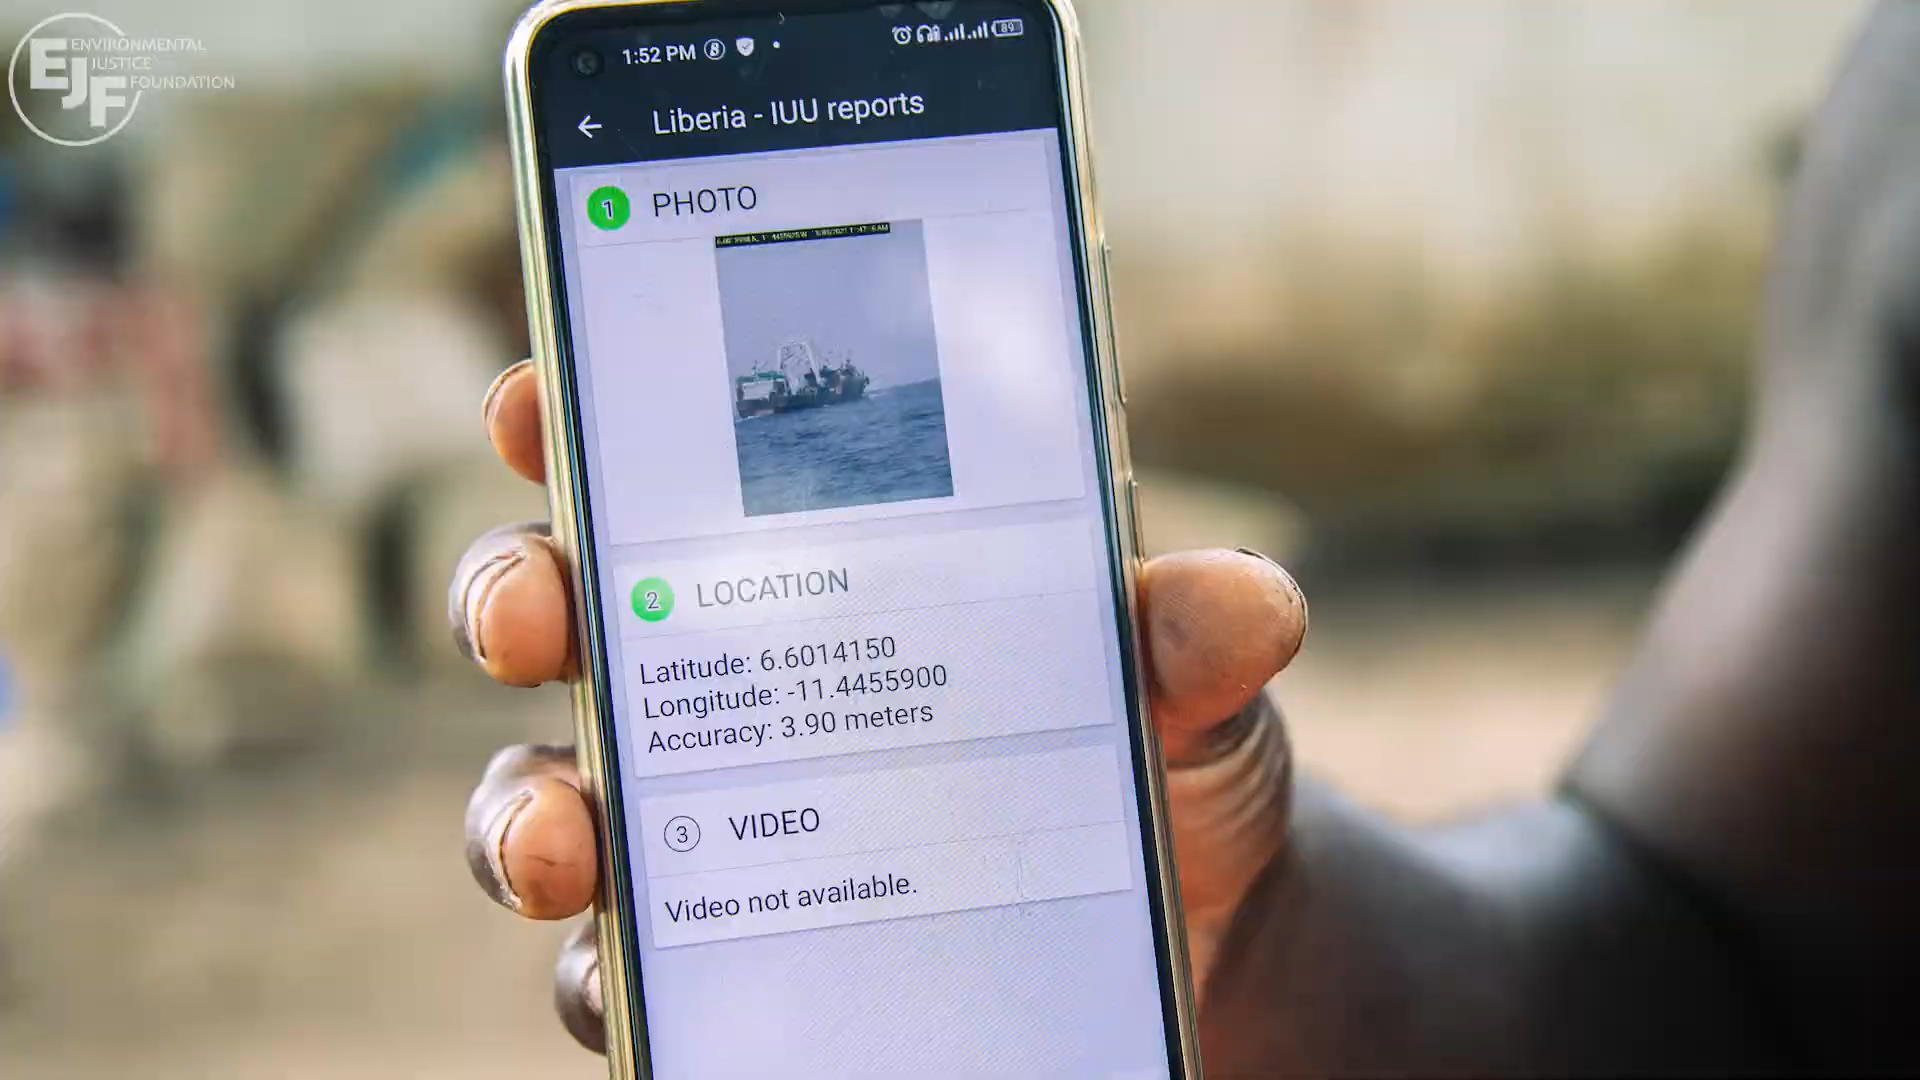 ENVIRONMENTAL
JUSTICE
FOUNDATION
EJF
1:52 PM
89
Liberia - IUU reports
1 PHOTO
2 LOCATION
Latitude: 6.6014150
Longitude: -11.4455900
Accuracy: 3.90 meters
3 VIDEO
Video not available.